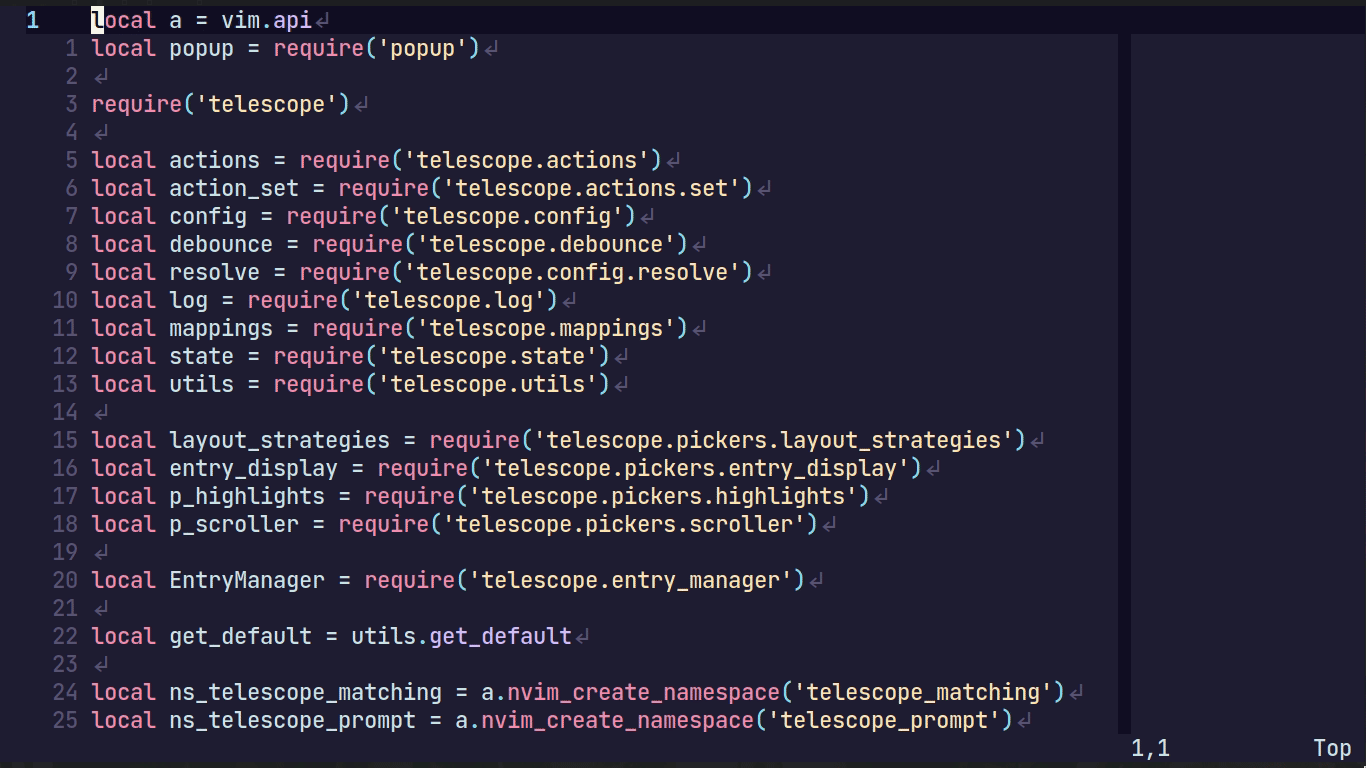 1 local a = vim.api↲
1 local popup = require('popup')↲
2 ↲
3 require('telescope')↲
4 ↲
5 local actions = require('telescope.actions')↲
6 local action_set = require('telescope.actions.set')↲
7 local config = require('telescope.config')↲
8 local debounce = require('telescope.debounce')↲
9 local resolve = require('telescope.config.resolve')↲
10 local log = require('telescope.log')↲
11 local mappings = require('telescope.mappings')↲
12 local state = require('telescope.state')↲
13 local utils = require('telescope.utils')↲
14 ↲
15 local layout_strategies = require('telescope.pickers.layout_strategies')↲
16 local entry_display = require('telescope.pickers.entry_display')↲
17 local p_highlights = require('telescope.pickers.highlights')↲
18 local p_scroller = require('telescope.pickers.scroller')↲
19 ↲
20 local EntryManager = require('telescope.entry_manager')↲
21 ↲
22 local get_default = utils.get_default↲
23 ↲
24 local ns_telescope_matching = a.nvim_create_namespace('telescope_matching')↲
25 local ns_telescope_prompt = a.nvim_create_namespace('telescope_prompt')↲
1,1 Top